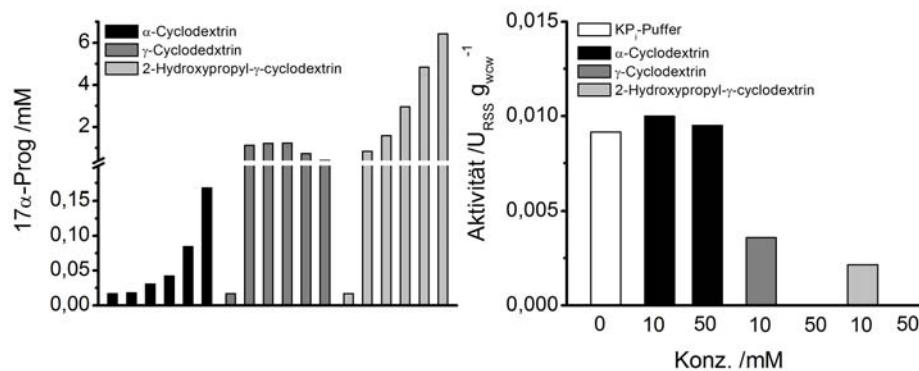 α-Cyclodextrin
γ-Cyclodedxtrin
2-Hydroxypropyl-γ-cyclodextrin
17α-Prog /mM
6
4
2
0,15
0,10
0,05
0,00
KPi-Puffer
α-Cyclodextrin
γ-Cyclodextrin
2-Hydroxypropyl-γ-cyclodextrin
Aktivität /U_RSS g_wcw^-1
0,015
0,010
0,005
0,000
0 10 50 10 50 10 50
Konz. /mM